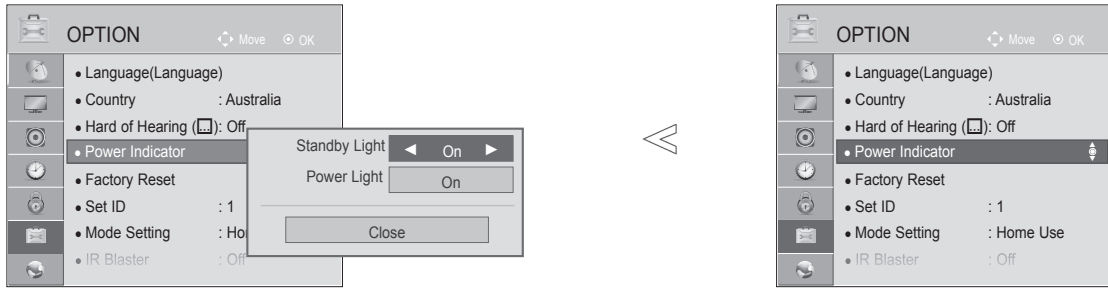 OPTION
Move OK
• Language(Language)
• Country : Australia
• Hard of Hearing ( ): Off
• Power Indicator
• Factory Reset
• Set ID : 1
• Mode Setting : Ho
• IR Blaster : Off
Standby Light ◄ On ►
Power Light On
Close
OPTION
Move OK
• Language(Language)
• Country : Australia
• Hard of Hearing ( ): Off
• Power Indicator
• Factory Reset
• Set ID : 1
• Mode Setting : Home Use
• IR Blaster : Off